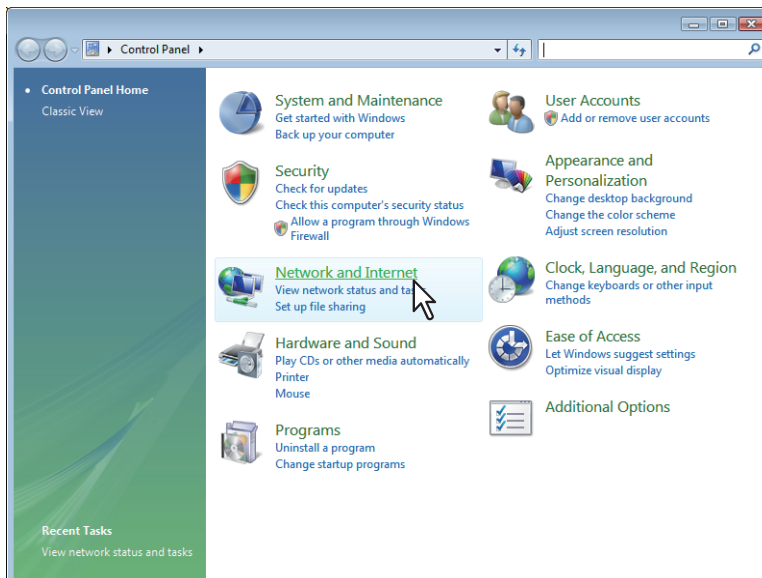 Control Panel
Control Panel Home
Classic View
System and Maintenance
Get started with Windows
Back up your computer
Security
Check for updates
Check this computer's security status
Allow a program through Windows
Firewall
Network and Internet
View network status and
Set up file sharing
Hardware and Sound
Play CDs or other media automatically
Printer
Mouse
Programs
Uninstall a program
Change startup programs
User Accounts
Add or remove user accounts
Appearance and
Personalization
Change desktop background
Change the color scheme
Adjust screen resolution
Clock, Language, and Region
Change keyboards or other input
methods
Ease of Access
Let Windows suggest settings
Optimize visual display
Additional Options
Recent Tasks
View network status and tasks